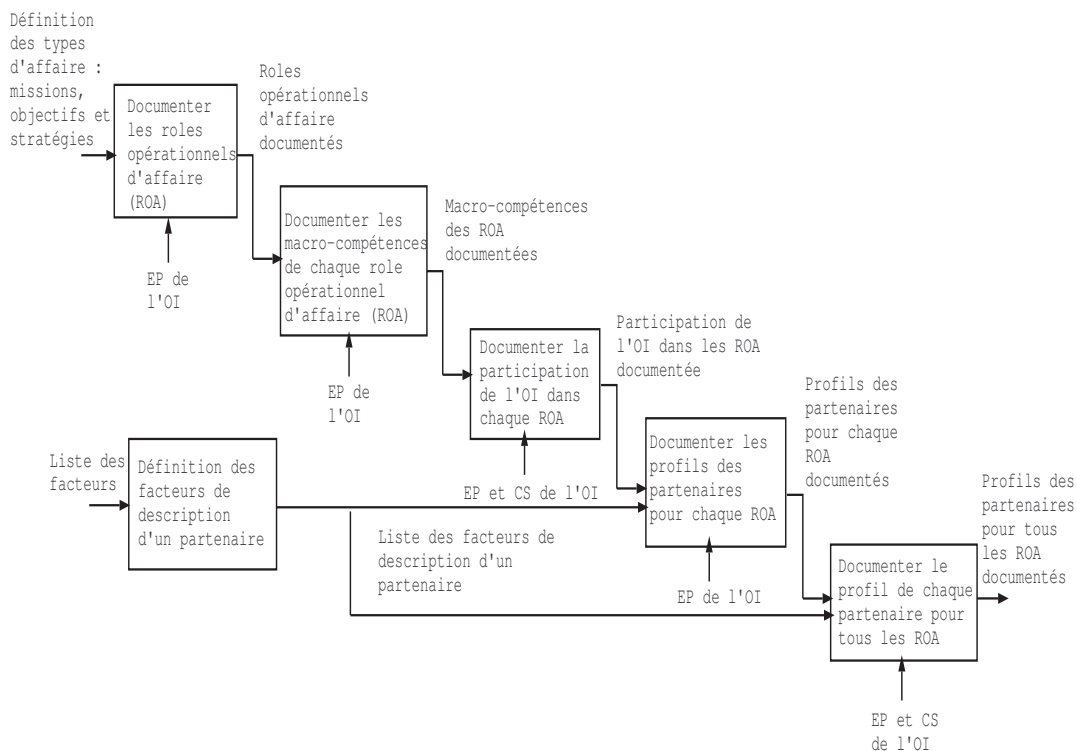 Définition
des types
d'affaire :
missions,
objectifs et
stratégies
Documenter
les roles
opérationnels
d'affaire
(ROA)
EP de
l'OI
Roles
opérationnels
d'affaire
documentés
Documenter les
macro-compétences
de chaque role
opérationnel
d'affaire (ROA)
EP de
l'OI
Macro-compétences
des ROA
documentées
Documenter la
participation
de l'OI dans
chaque ROA
EP et CS de l'OI
Participation de
l'OI dans les ROA
documentée
Liste des
facteurs
Définition des
facteurs de
description
d'un partenaire
Liste des facteurs de
description d'un
partenaire
Documenter les
profils des
partenaires
pour chaque ROA
EP de l'OI
Profils des
partenaires
pour chaque
ROA
documentés
Documenter le
profil de chaque
partenaire pour
tous les ROA
EP et CS
de l'OI
Profils des
partenaires
pour tous
les ROA
documentés